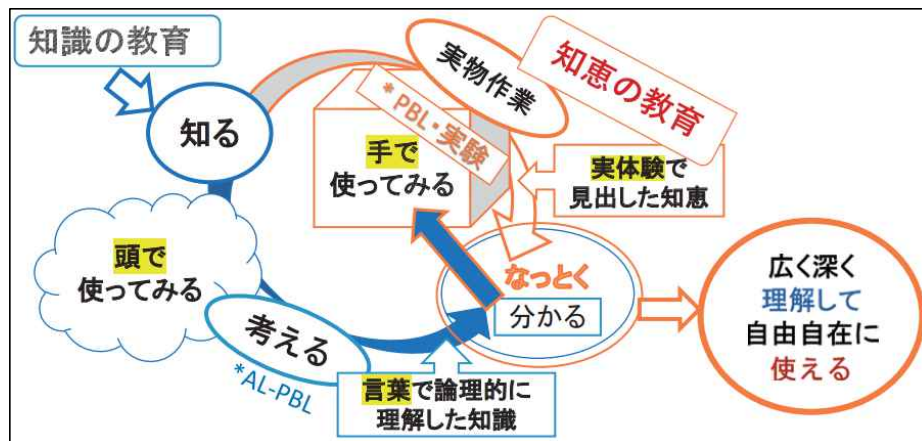 知識の教育
知る
実物作業
知恵の教育
*PBL・実験
手で
使ってみる
実体験で
見出した知恵
頭で
使ってみる
なっとく
分かる
広く深く
理解して
自由自在に
使える
考える
*AL-PBL
言葉で論理的に
理解した知識